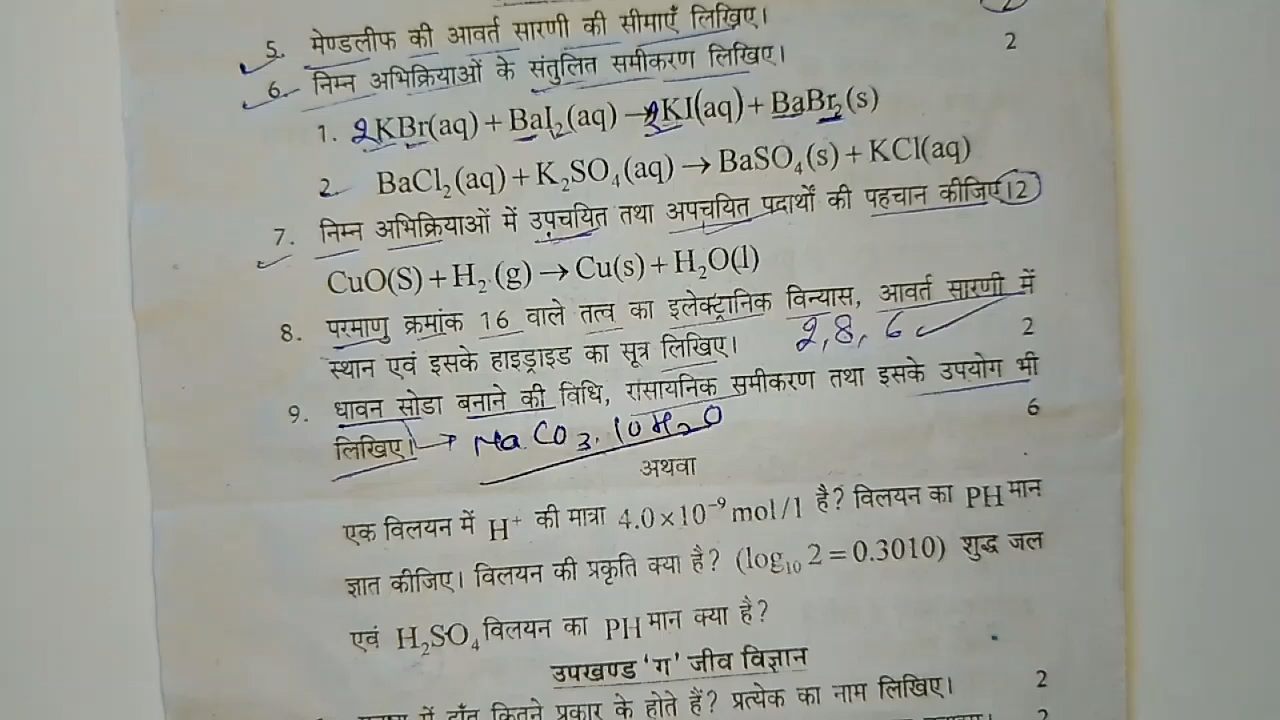 5. मेण्डलीफ की आवर्त सारणी की सीमाएँ लिखिए। 2
6. निम्न अभिक्रियाओं के संतुलित समीकरण लिखिए। 2
1. 2KBr(aq) + BaI₂(aq) → 2KI(aq) + BaBr₂(s)
2 BaCl₂(aq) + K₂SO₄(aq) → BaSO₄(s) + KCl(aq)
7. निम्न अभिक्रियाओं में उपचयित तथा अपचयित पदार्थों की पहचान कीजिए। 2
CuO(S) + H₂(g) → Cu(s) + H₂O(l)
8. परमाणु क्रमांक 16 वाले तत्व का इलेक्ट्रानिक विन्यास, आवर्त सारणी में
स्थान एवं इसके हाइड्राइड का सूत्र लिखिए। 2,8,6 2
9. धावन सोडा बनाने की विधि, रासायनिक समीकरण तथा इसके उपयोग भी
लिखिए। → Na CO₃.10H₂O 6
अथवा
एक विलयन में H⁺ की मात्रा 4.0×10⁻⁹ mol/1 है? विलयन का PH मान
ज्ञात कीजिए। विलयन की प्रकृति क्या है? (log₁₀ 2 = 0.3010) शुद्ध जल
एवं H₂SO₄ विलयन का PH मान क्या है?
उपखण्ड 'ग' जीव विज्ञान
में दाँत कितने प्रकार के होते हैं? प्रत्येक का नाम लिखिए। 2
2